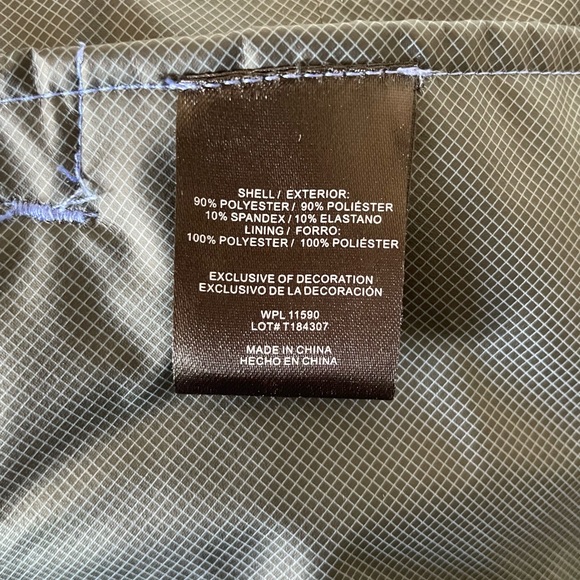 SHELL / EXTERIOR:
90% POLYESTER / 90% POLIÉSTER
10% SPANDEX / 10% ELASTANO
LINING / FORRO:
100% POLYESTER / 100% POLIÉSTER
EXCLUSIVE OF DECORATION
EXCLUSIVO DE LA DECORACIÓN
WPL 11590
LOT# T184307
MADE IN CHINA
HECHO EN CHINA